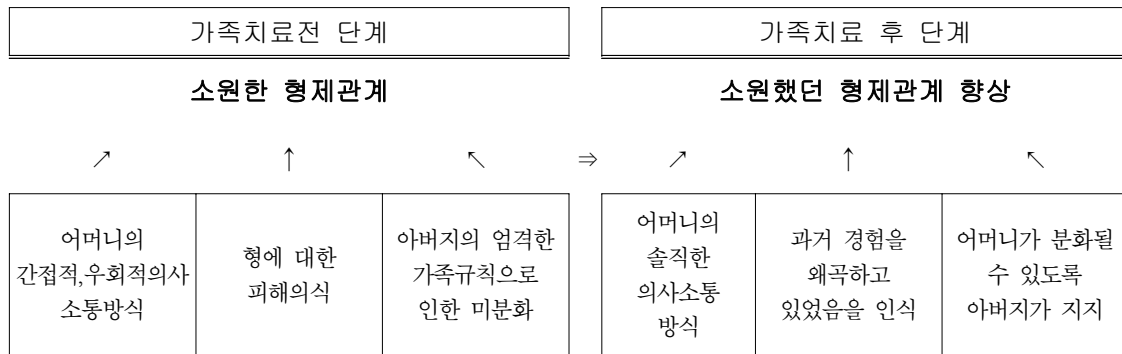 가족치료전 단계
가족치료 후 단계
소원한 형제관계
소원했던 형제관계 향상
↗ ↑ ↖ ⇒ ↗ ↑ ↖
어머니의
간접적,우회적의사
소통방식
형에 대한
피해의식
아버지의 엄격한
가족규칙으로
인한 미분화
어머니의
솔직한
의사소통
방식
과거 경험을
왜곡하고
있었음을 인식
어머니가 분화될
수 있도록
아버지가 지지